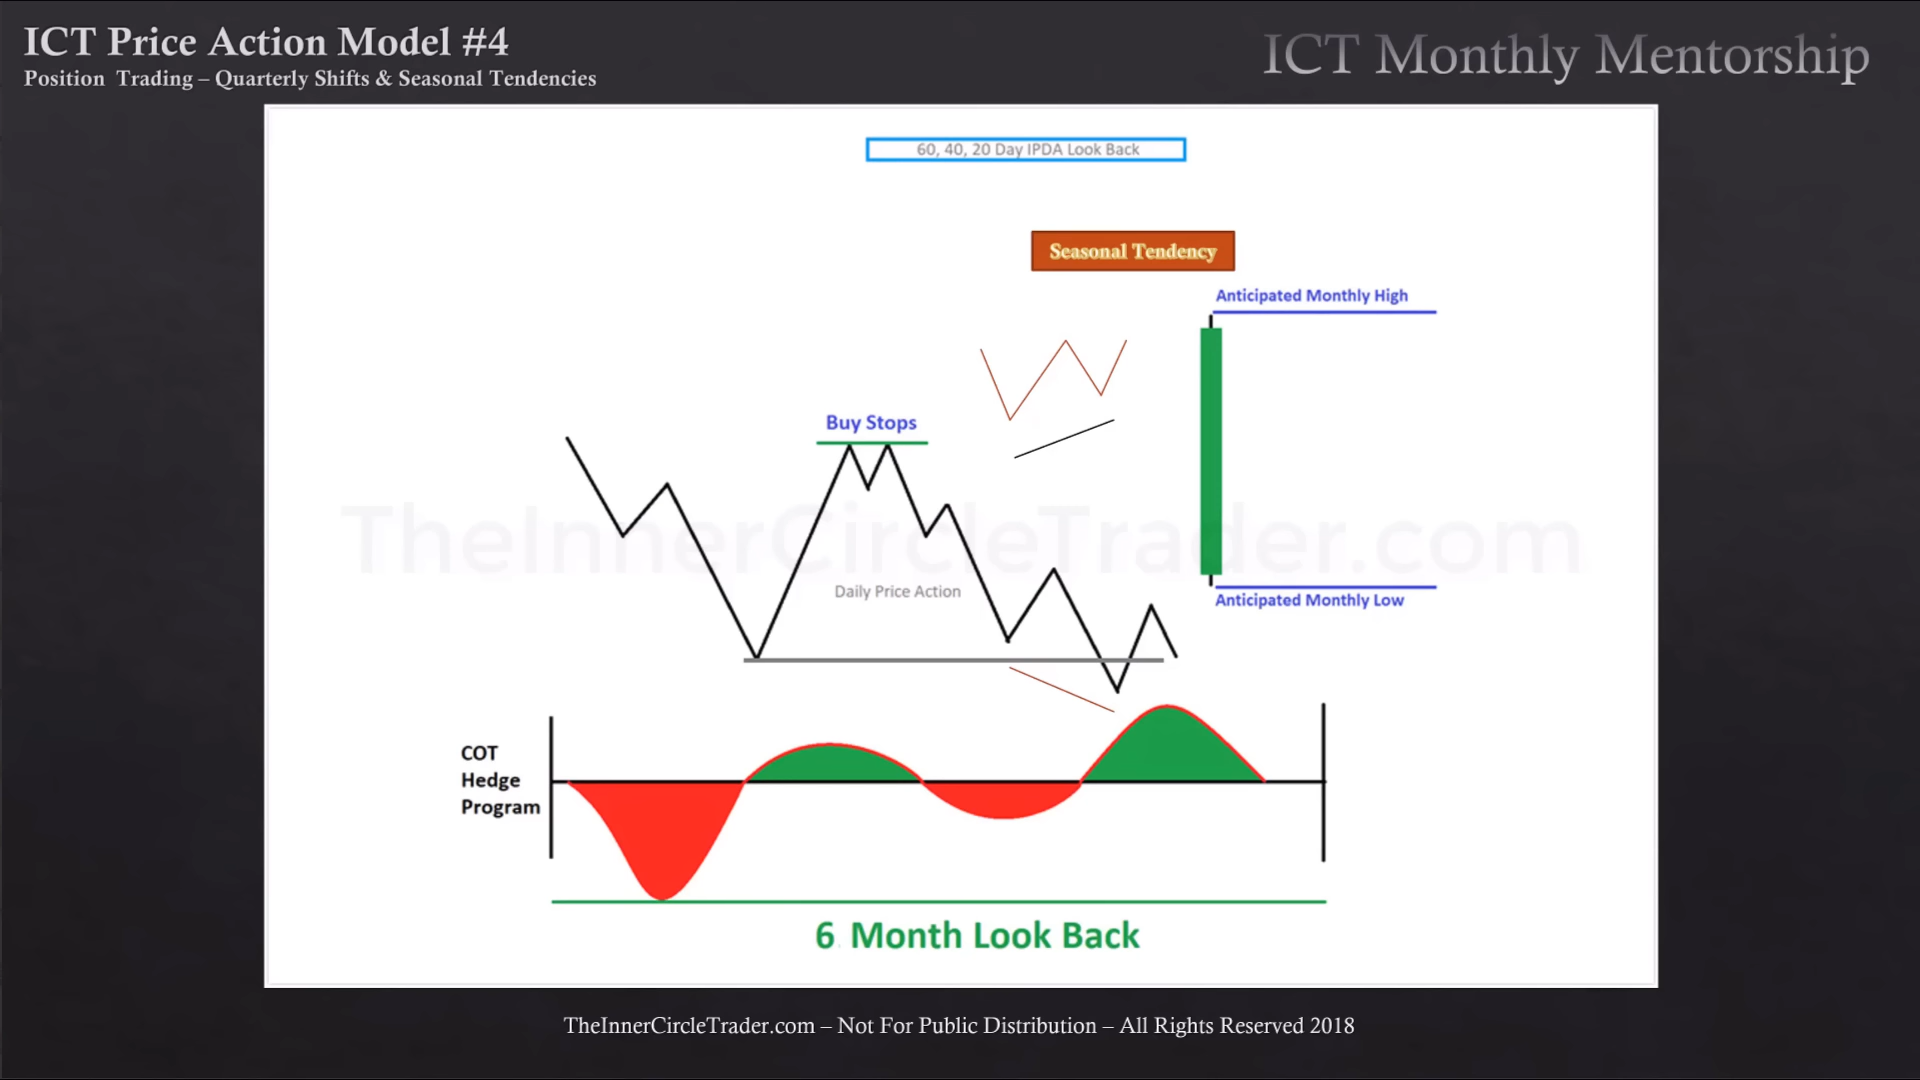 ICT Price Action Model #4
Position Trading – Quarterly Shifts & Seasonal Tendencies
ICT Monthly Mentorship
60, 40, 20 Day IPDA Look Back
Seasonal Tendency
Anticipated Monthly High
Buy Stops
TheInnerCircleTrader.com
Daily Price Action
Anticipated Monthly Low
COT
Hedge
Program
6 Month Look Back
TheInnerCircleTrader.com – Not For Public Distribution – All Rights Reserved 2018